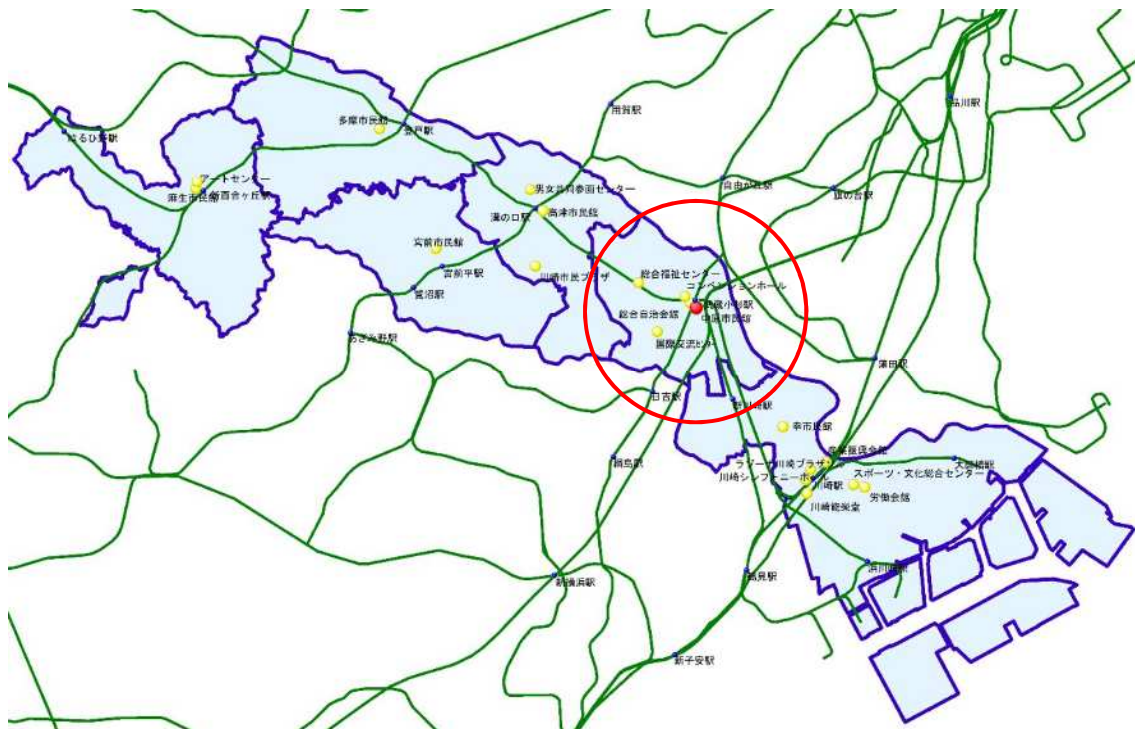 用賀駅
品川駅
多摩市民館
登戸駅
はるひ野駅
アートセンター
自由が丘駅
男女共同参画センター
旗の台駅
新百合ヶ丘駅
麻生市民館
高津市民館
溝の口駅
宮前市民館
宮前平駅
川崎市民プラザ
総合福祉センター
鷺沼駅
コンベンションホール
武蔵小杉駅
総合自治会館
中原市民館
あざみ野駅
国際交流センター
蒲田駅
日吉駅
新川崎駅
幸市民館
産業振興会館
綱島駅
大師橋駅
川崎シンフォニーホール
スポーツ・文化総合センター
川崎駅
労働会館
川崎能楽堂
浜川崎駅
新横浜駅
鶴見駅
新子安駅